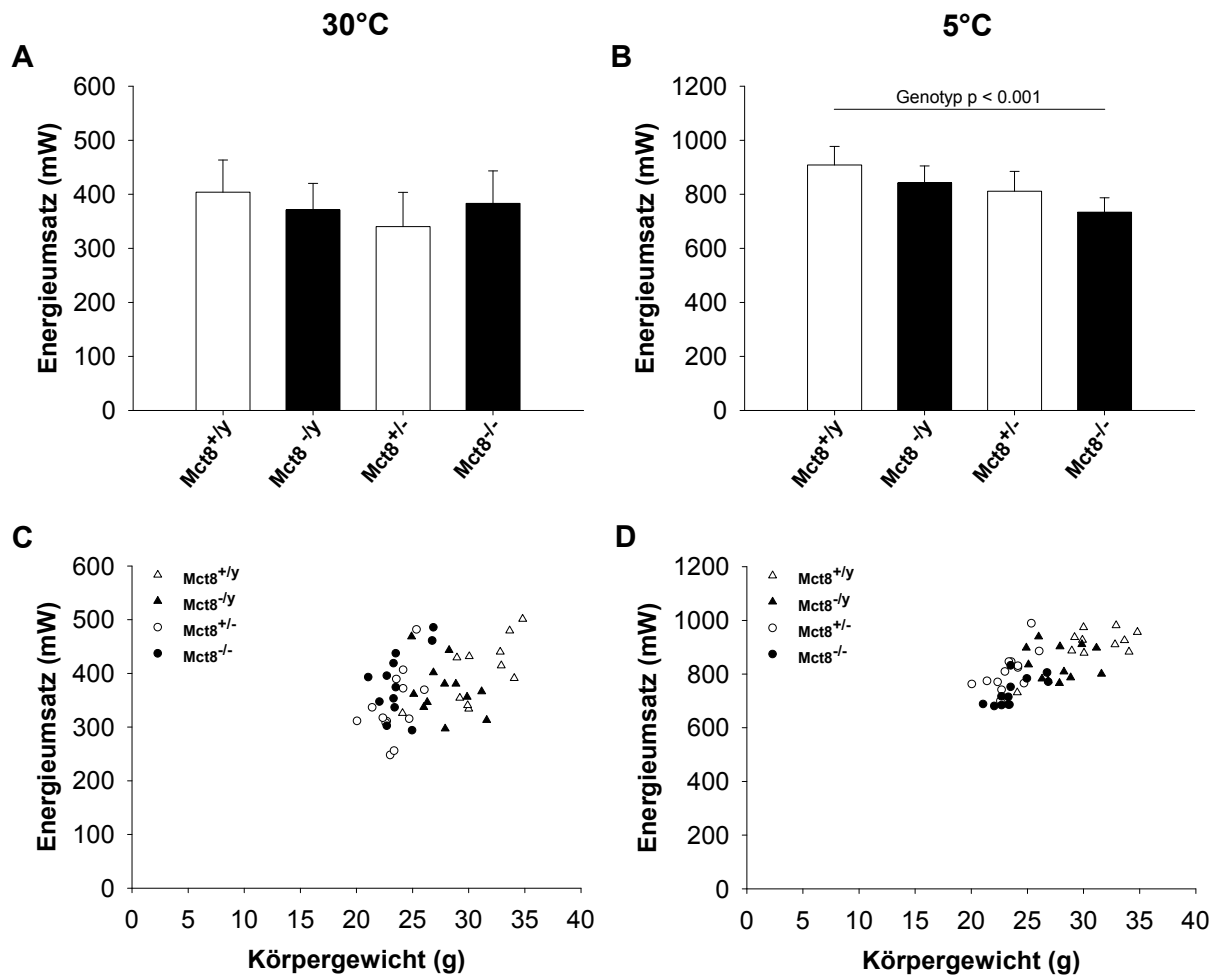 30°C
5°C
A
B
Energieumsatz (mW)
600
500
400
300
200
100
0
Mct8+/y
Mct8 -/y
Mct8+/-
Mct8-/-
Energieumsatz (mW)
1200
1000
800
600
400
200
0
Genotyp p < 0.001
Mct8+/y
Mct8 -/y
Mct8+/-
Mct8-/-
C
D
Energieumsatz (mW)
600
500
400
300
200
100
0
Mct8+/y
Mct8-/y
Mct8+/-
Mct8-/-
0 5 10 15 20 25 30 35 40
Körpergewicht (g)
Energieumsatz (mW)
1200
1000
800
600
400
200
0
Mct8+/y
Mct8-/y
Mct8+/-
Mct8-/-
0 5 10 15 20 25 30 35 40
Körpergewicht (g)